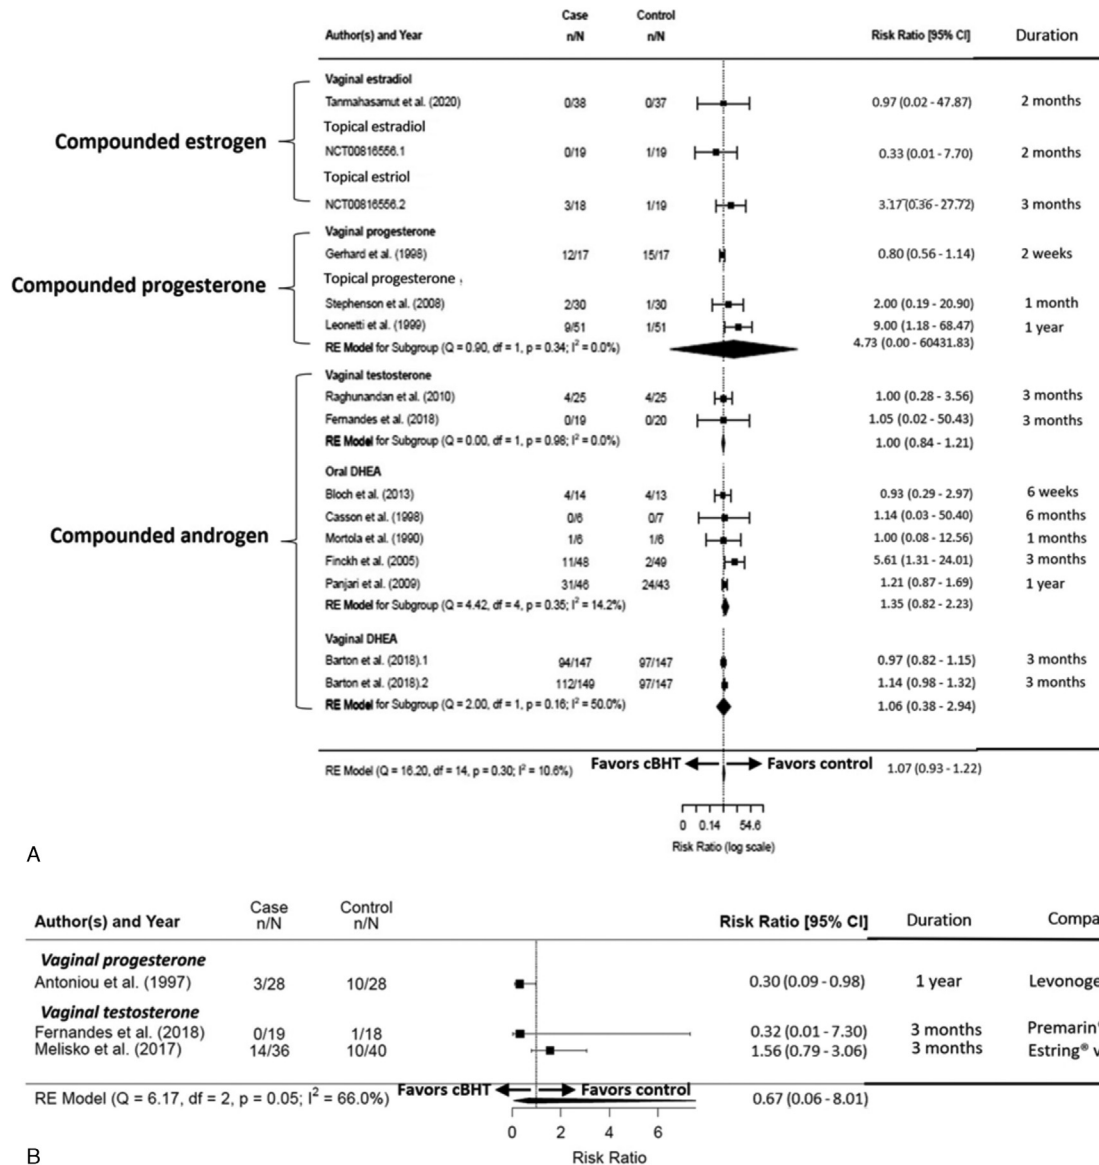 Case Control
Author(s) and Year n/N n/N Risk Ratio [95% CI] Duration
Compounded estrogen
Vaginal estradiol
Tanmahasamut et al. (2020) 0/38 0/37 0.97 (0.02 - 47.87) 2 months
Topical estradiol
NCT00816556.1 0/19 1/19 0.33 (0.01 - 7.70) 2 months
Topical estriol
NCT00816556.2 3/18 1/19 3.17 (0.36 - 27.72) 3 months
Compounded progesterone
Vaginal progesterone
Gerhard et al. (1998) 12/17 15/17 0.80 (0.56 - 1.14) 2 weeks
Topical progesterone
Stephenson et al. (2008) 2/30 1/30 2.00 (0.19 - 20.90) 1 month
Leonetti et al. (1999) 9/51 1/51 9.00 (1.18 - 68.47) 1 year
RE Model for Subgroup (Q = 0.90, df = 1, p = 0.34; I² = 0.0%) 4.73 (0.00 - 60431.83)
Compounded androgen
Vaginal testosterone
Raghunandan et al. (2010) 4/25 4/25 1.00 (0.28 - 3.56) 3 months
Fernandes et al. (2018) 0/19 0/20 1.05 (0.02 - 50.43) 3 months
RE Model for Subgroup (Q = 0.00, df = 1, p = 0.98; I² = 0.0%) 1.00 (0.84 - 1.21)
Oral DHEA
Bloch et al. (2013) 4/14 4/13 0.93 (0.29 - 2.97) 6 weeks
Casson et al. (1998) 0/6 0/7 1.14 (0.03 - 50.40) 6 months
Mortola et al. (1990) 1/6 1/6 1.00 (0.08 - 12.56) 1 months
Finckh et al. (2005) 11/48 2/49 5.61 (1.31 - 24.01) 3 months
Panjari et al. (2009) 31/46 24/43 1.21 (0.87 - 1.69) 1 year
RE Model for Subgroup (Q = 4.42, df = 4, p = 0.35; I² = 14.2%) 1.35 (0.82 - 2.23)
Vaginal DHEA
Barton et al. (2018).1 94/147 97/147 0.97 (0.82 - 1.15) 3 months
Barton et al. (2018).2 112/149 97/147 1.14 (0.98 - 1.32) 3 months
RE Model for Subgroup (Q = 2.00, df = 1, p = 0.16; I² = 50.0%) 1.06 (0.38 - 2.94)
RE Model (Q = 16.20, df = 14, p = 0.30; I² = 10.6%) Favors cBHT Favors control 1.07 (0.93 - 1.22)
0 0.14 54.6
Risk Ratio (log scale)
A
Case Control
Author(s) and Year n/N n/N Risk Ratio [95% CI] Duration Compa
Vaginal progesterone
Antoniou et al. (1997) 3/28 10/28 0.30 (0.09 - 0.98) 1 year Levonoge
Vaginal testosterone
Fernandes et al. (2018) 0/19 1/18 0.32 (0.01 - 7.30) 3 months Premarin
Melisko et al. (2017) 14/36 10/40 1.56 (0.79 - 3.06) 3 months Estring® v
RE Model (Q = 6.17, df = 2, p = 0.05; I² = 66.0%) Favors cBHT Favors control 0.67 (0.06 - 8.01)
0 2 4 6
Risk Ratio
B